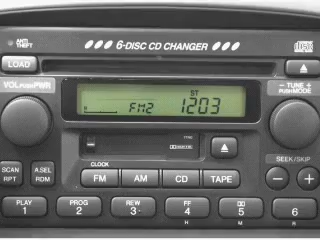 ANTI THEFT
6-DISC CD CHANGER
LOAD
VOL PUSH PWR
ST
FM2 1203
TUNE
PUSH MODE
SEEK/SKIP
CLOCK
SCAN RPT
A.SEL RDM
FM AM CD TAPE
PLAY 1
PROG 2
REW 3
FF 4
5
6
H M R